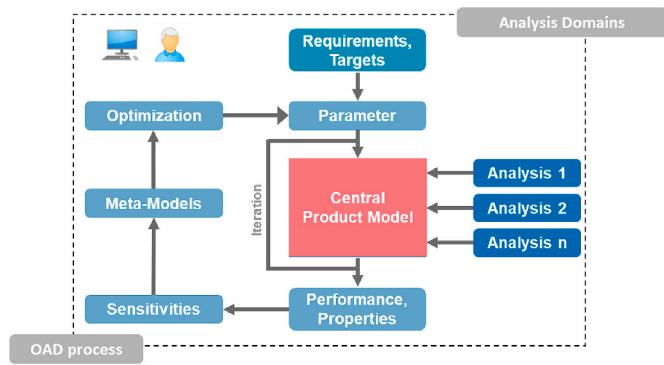 Analysis Domains
Requirements,
Targets
Optimization
Parameter
Iteration
Central
Product Model
Analysis 1
Meta-Models
Analysis 2
Analysis n
Sensitivities
Performance,
Properties
OAD process